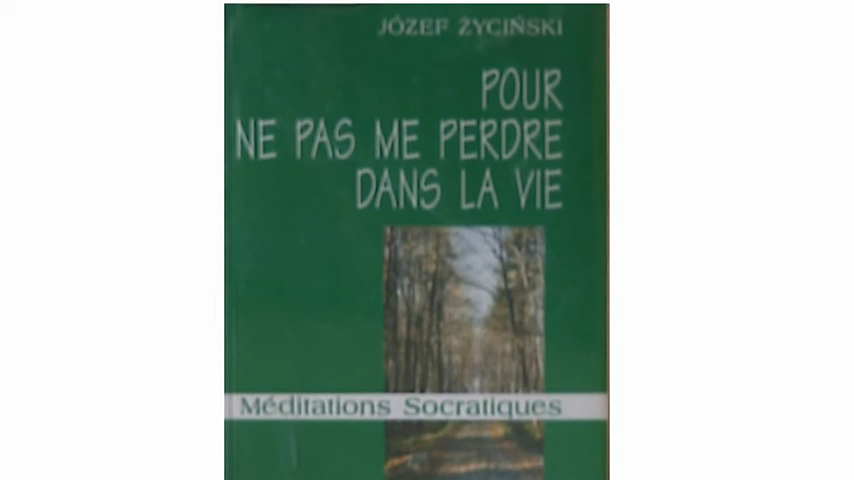 JÓZEF ŻYCIŃSKI
POUR
NE PAS ME PERDRE
DANS LA VIE
Méditations Socratiques